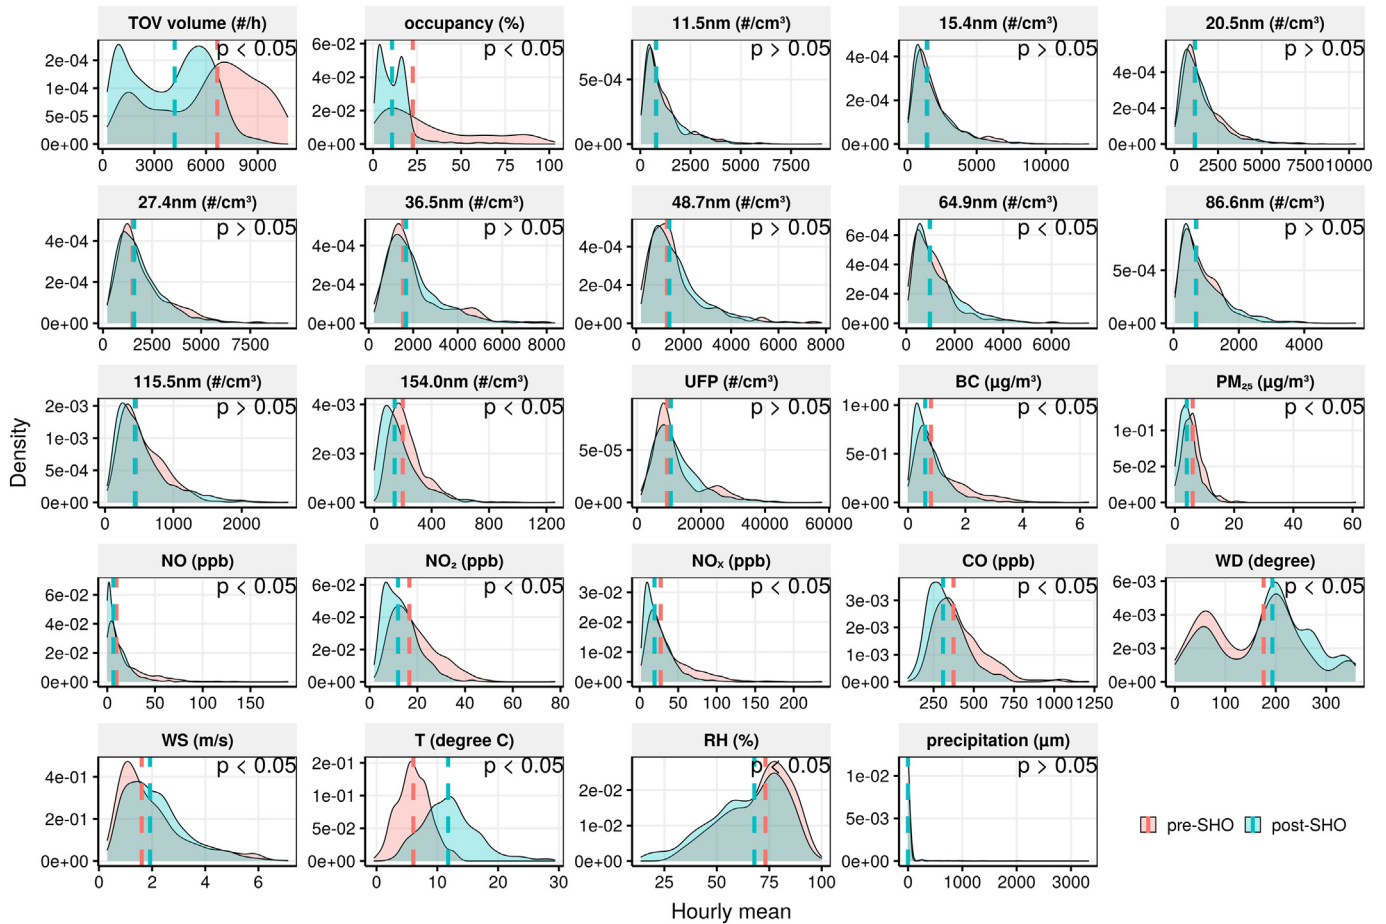 TOV volume (#/h)
p < 0.05
2e-04
1e-04
5e-05
0e+00
0 3000 6000 9000
occupancy (%)
p < 0.05
6e-02
4e-02
2e-02
0e+00
0 25 50 75 100
11.5nm (#/cm³)
p > 0.05
5e-04
0e+00
0 2500 5000 7500
15.4nm (#/cm³)
p > 0.05
4e-04
2e-04
0e+00
0 5000 10000
20.5nm (#/cm³)
p > 0.05
4e-04
2e-04
0e+00
0 2500 5000 7500 10000
27.4nm (#/cm³)
p > 0.05
4e-04
2e-04
0e+00
0 2500 5000 7500
36.5nm (#/cm³)
p > 0.05
4e-04
2e-04
0e+00
0 2000 4000 6000 8000
48.7nm (#/cm³)
p > 0.05
4e-04
2e-04
0e+00
0 2000 4000 6000 8000
64.9nm (#/cm³)
p > 0.05
6e-04
4e-04
2e-04
0e+00
0 2000 4000 6000
86.6nm (#/cm³)
p > 0.05
5e-04
0e+00
0 2000 4000
115.5nm (#/cm³)
p > 0.05
2e-03
1e-03
5e-04
0e+00
0 1000 2000
154.0nm (#/cm³)
p < 0.05
4e-03
2e-03
0e+00
0 400 800 1200
UFP (#/cm³)
p > 0.05
5e-05
0e+00
0 20000 40000 60000
BC (µg/m³)
p < 0.05
1e+00
5e-01
0e+00
0 2 4 6
PM₂₅ (µg/m³)
p < 0.05
1e-01
5e-02
0e+00
0 20 40 60
NO (ppb)
p < 0.05
6e-02
4e-02
2e-02
0e+00
0 50 100 150
NO₂ (ppb)
p < 0.05
6e-02
4e-02
2e-02
0e+00
0 20 40 60 80
NOₓ (ppb)
p < 0.05
3e-02
2e-02
1e-02
0e+00
0 50 100 150 200
CO (ppb)
p < 0.05
3e-03
2e-03
1e-03
0e+00
250 500 750 1000 1250
WD (degree)
p < 0.05
6e-03
4e-03
2e-03
0e+00
0 100 200 300
WS (m/s)
p < 0.05
4e-01
2e-01
0e+00
0 2 4 6
T (degree C)
p < 0.05
2e-01
1e-01
5e-02
0e+00
0 10 20 30
RH (%)
p < 0.05
2e-02
1e-02
0e+00
25 50 75 100
precipitation (µm)
p > 0.05
1e-02
5e-03
0e+00
0 1000 2000 3000
pre-SHO post-SHO
Density
Hourly mean